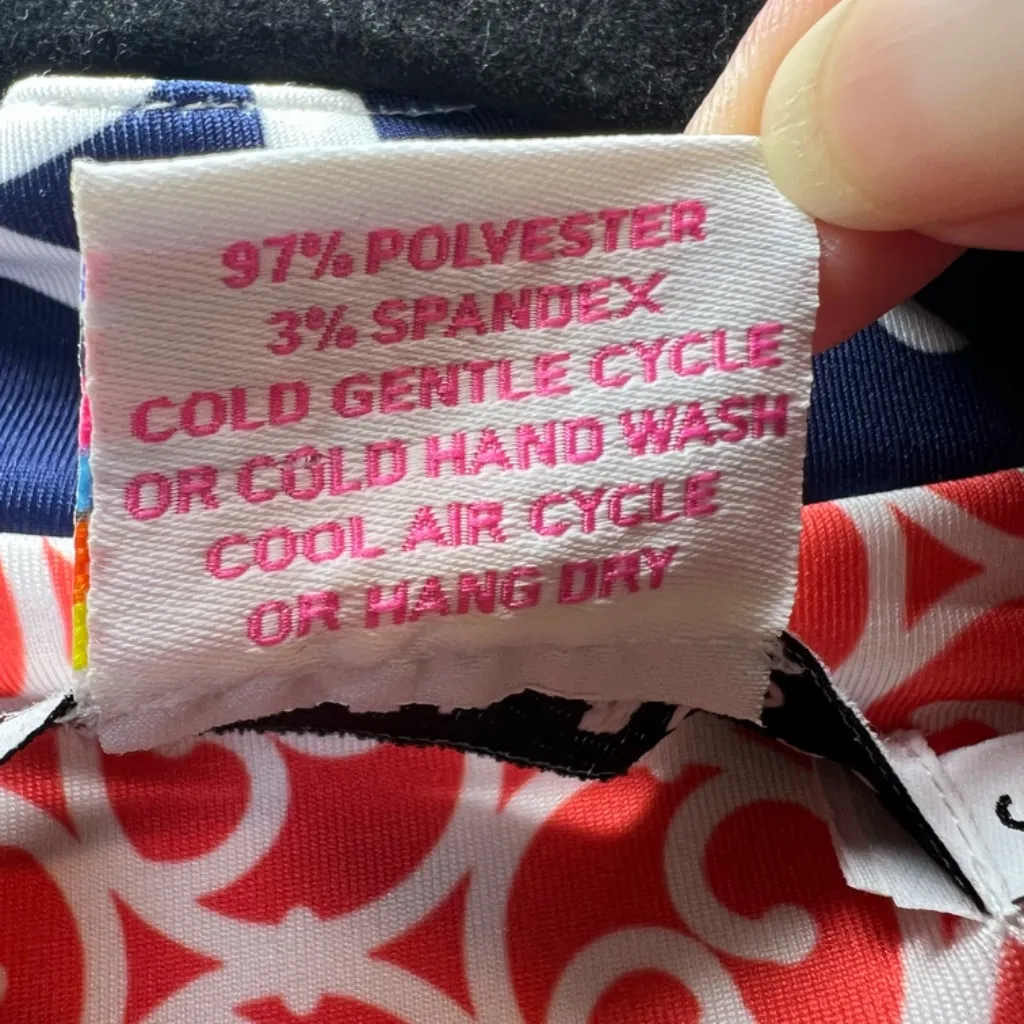 97% POLYESTER
3% SPANDEX
COLD GENTLE CYCLE
OR COLD HAND WASH
COOL AIR CYCLE
OR HANG DRY